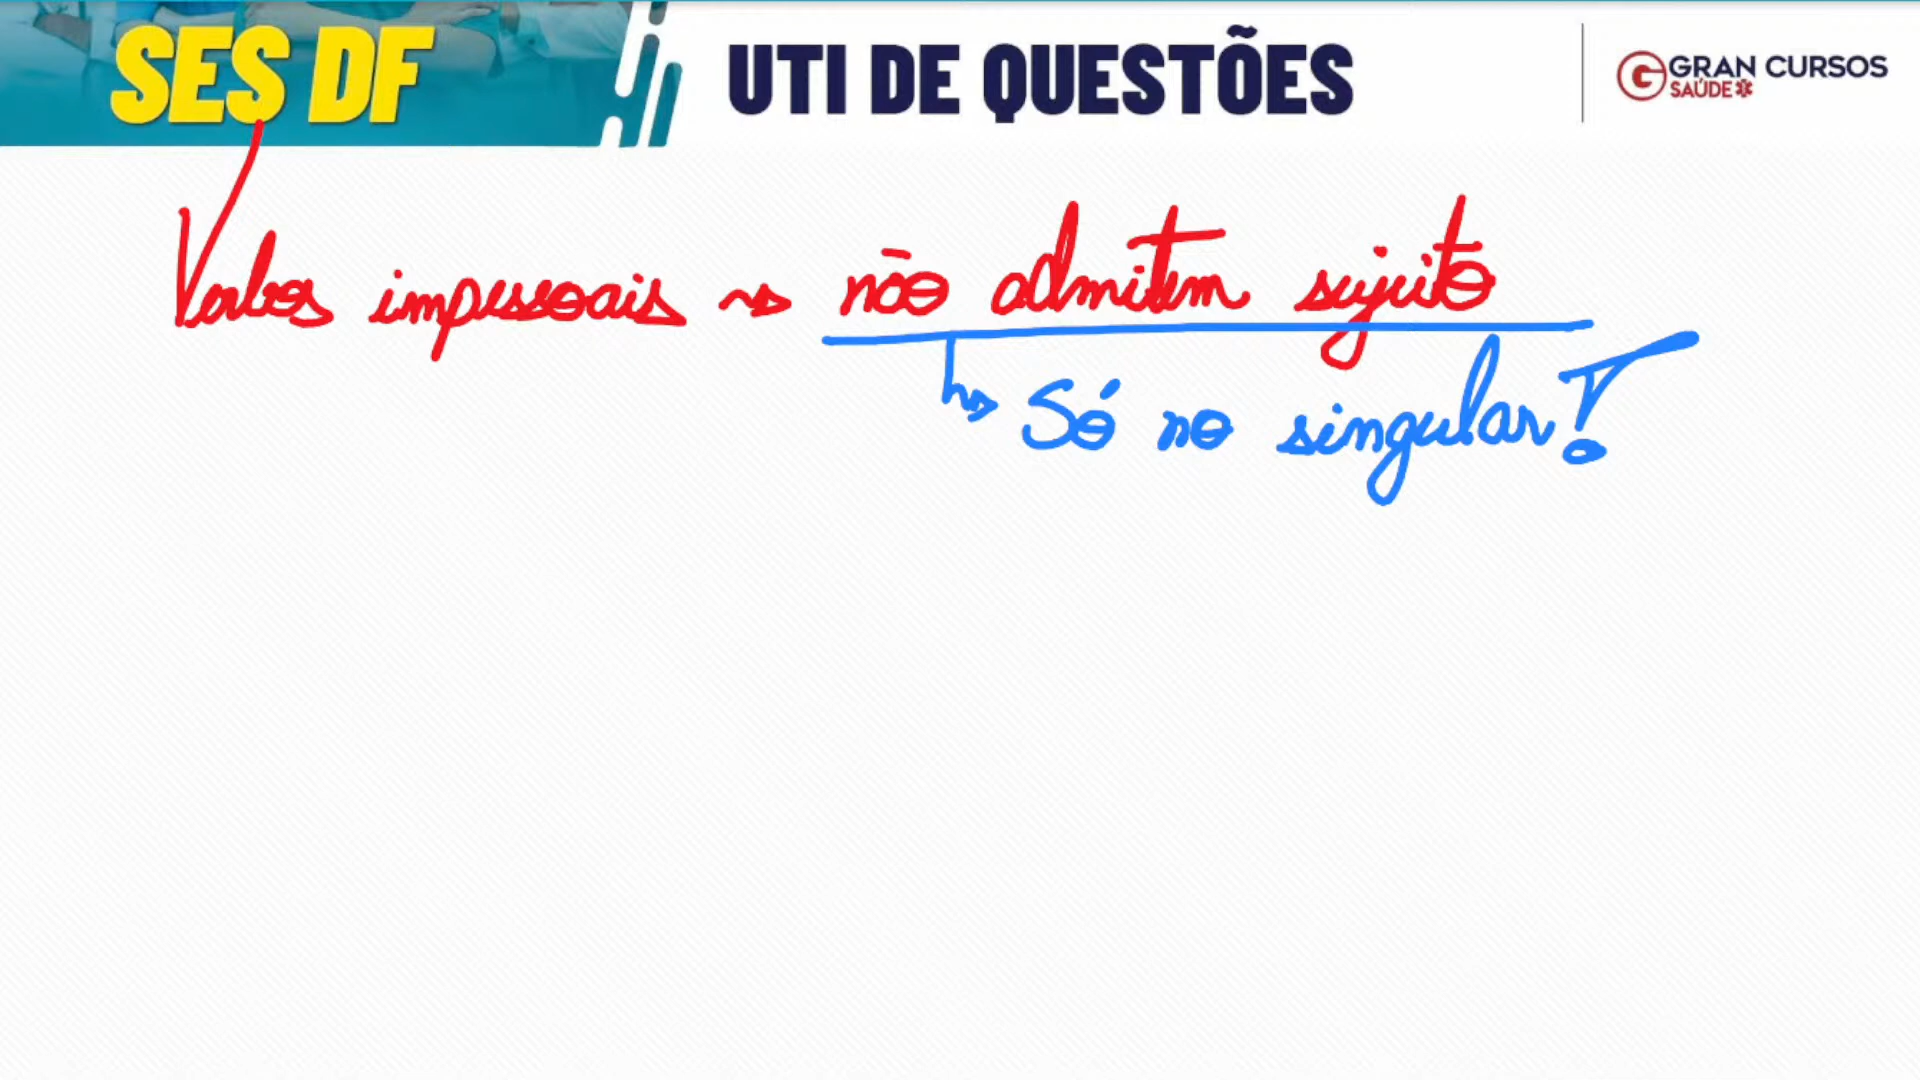 SES DF UTI DE QUESTÕES GRAN CURSOS
SAÚDE
Verbos impessoais → não admitem sujeito
↳ Só no singular!